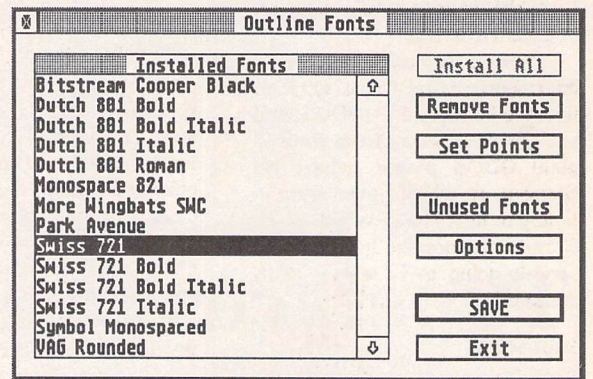 Outline Fonts
Installed Fonts
Bitstream Cooper Black
Dutch 801 Bold
Dutch 801 Bold Italic
Dutch 801 Italic
Dutch 801 Roman
Monospace 821
More Wingbats SWC
Park Avenue
Swiss 721
Swiss 721 Bold
Swiss 721 Bold Italic
Swiss 721 Italic
Symbol Monospaced
VAG Rounded
Install All
Remove Fonts
Set Points
Unused Fonts
Options
SAVE
Exit